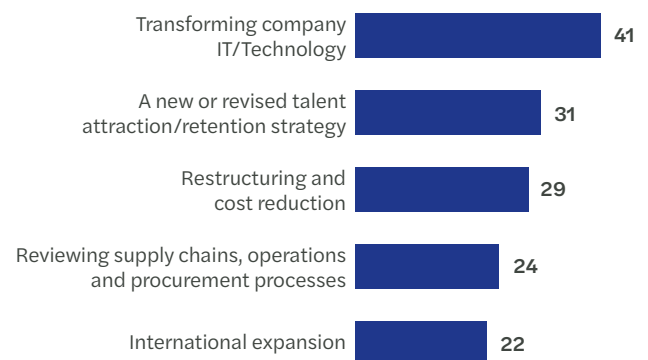 Transforming company
IT/Technology
41
A new or revised talent
attraction/retention strategy
31
Restructuring and
cost reduction
29
Reviewing supply chains, operations
and procurement processes
24
International expansion
22